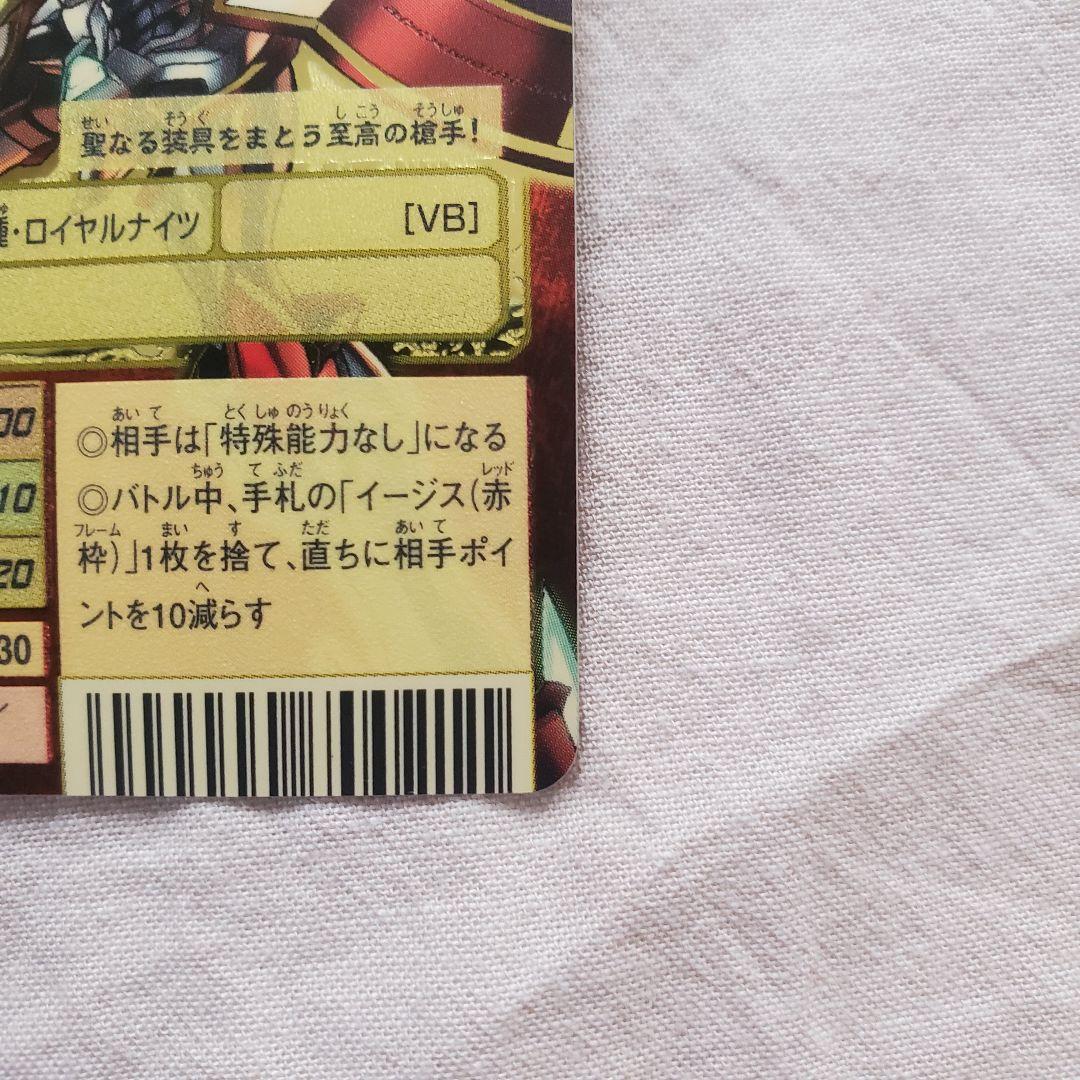 聖なる装具をまとう至高の槍手!
種・ロイヤルナイツ [VB]
00
10
20
30
◎相手は「特殊能力なし」になる
◎バトル中、手札の「イージス(赤
枠)」1枚を捨て、直ちに相手ポイ
ントを10減らす